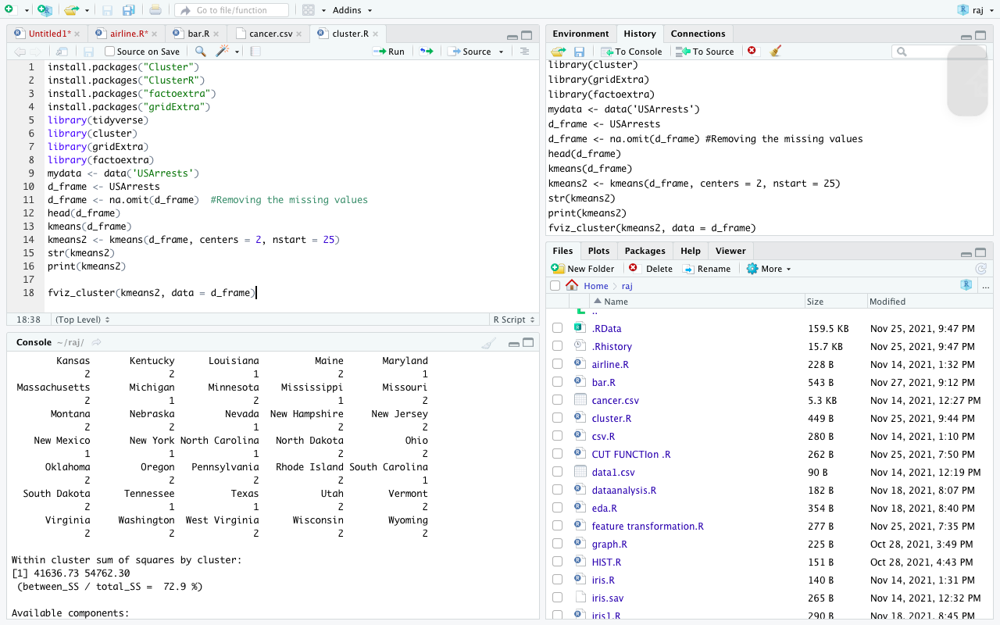 Go to file/function Addins raj
Untitled1* airline.R* bar.R cancer.csv cluster.R
Source on Save Run Source
1 install.packages("Cluster")
2 install.packages("ClusterR")
3 install.packages("factoextra")
4 install.packages("gridExtra")
5 library(tidyverse)
6 library(cluster)
7 library(gridExtra)
8 library(factoextra)
9 mydata <- data('USArrests')
10 d_frame <- USArrests
11 d_frame <- na.omit(d_frame)  #Removing the missing values
12 head(d_frame)
13 kmeans(d_frame)
14 kmeans2 <- kmeans(d_frame, centers = 2, nstart = 25)
15 str(kmeans2)
16 print(kmeans2)
17
18 fviz_cluster(kmeans2, data = d_frame)
18:38 (Top Level) R Script
Console ~/raj/
Kansas Kentucky Louisiana Maine Maryland
2 2 1 2 1
Massachusetts Michigan Minnesota Mississippi Missouri
2 1 2 1 2
Montana Nebraska Nevada New Hampshire New Jersey
2 2 1 2 2
New Mexico New York North Carolina North Dakota Ohio
1 1 1 2 2
Oklahoma Oregon Pennsylvania Rhode Island South Carolina
2 2 2 2 1
South Dakota Tennessee Texas Utah Vermont
2 1 1 2 2
Virginia Washington West Virginia Wisconsin Wyoming
2 2 2 2 2
Within cluster sum of squares by cluster:
[1] 41636.73 54762.30
(between_SS / total_SS =  72.9 %)
Available components:
Environment History Connections
To Console To Source
library(cluster)
library(gridExtra)
library(factoextra)
mydata <- data('USArrests')
d_frame <- USArrests
d_frame <- na.omit(d_frame) #Removing the missing values
head(d_frame)
kmeans(d_frame)
kmeans2 <- kmeans(d_frame, centers = 2, nstart = 25)
str(kmeans2)
print(kmeans2)
fviz_cluster(kmeans2, data = d_frame)
Files Plots Packages Help Viewer
New Folder Delete Rename More
Home raj ...
Name Size Modified
..
.RData 159.5 KB Nov 25, 2021, 9:47 PM
.Rhistory 15.7 KB Nov 25, 2021, 9:47 PM
airline.R 228 B Nov 14, 2021, 1:32 PM
bar.R 543 B Nov 27, 2021, 9:12 PM
cancer.csv 5.3 KB Nov 14, 2021, 12:27 PM
cluster.R 449 B Nov 25, 2021, 9:44 PM
csv.R 280 B Nov 14, 2021, 1:10 PM
CUT FUNCTIon .R 262 B Nov 25, 2021, 7:50 PM
data1.csv 90 B Nov 14, 2021, 12:19 PM
dataanalysis.R 182 B Nov 18, 2021, 8:07 PM
eda.R 354 B Nov 18, 2021, 8:40 PM
feature transformation.R 277 B Nov 25, 2021, 7:35 PM
graph.R 225 B Oct 28, 2021, 3:49 PM
HIST.R 151 B Oct 28, 2021, 4:43 PM
iris.R 140 B Nov 14, 2021, 1:31 PM
iris.sav 265 B Nov 14, 2021, 12:32 PM
iris1.R 290 B Nov 18, 2021, 8:45 PM